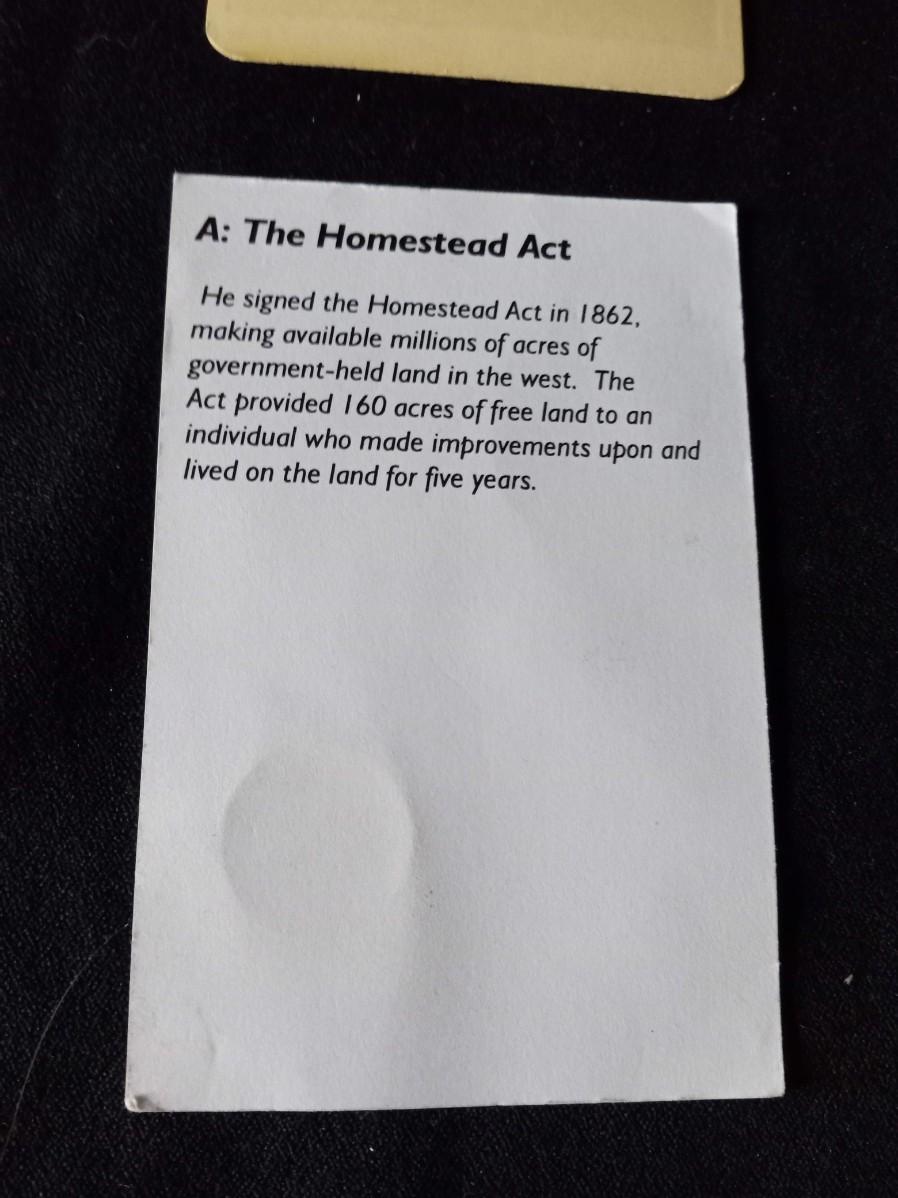 A: The Homestead Act
He signed the Homestead Act in 1862,
making available millions of acres of
government-held land in the west. The
Act provided 160 acres of free land to an
individual who made improvements upon and
lived on the land for five years.